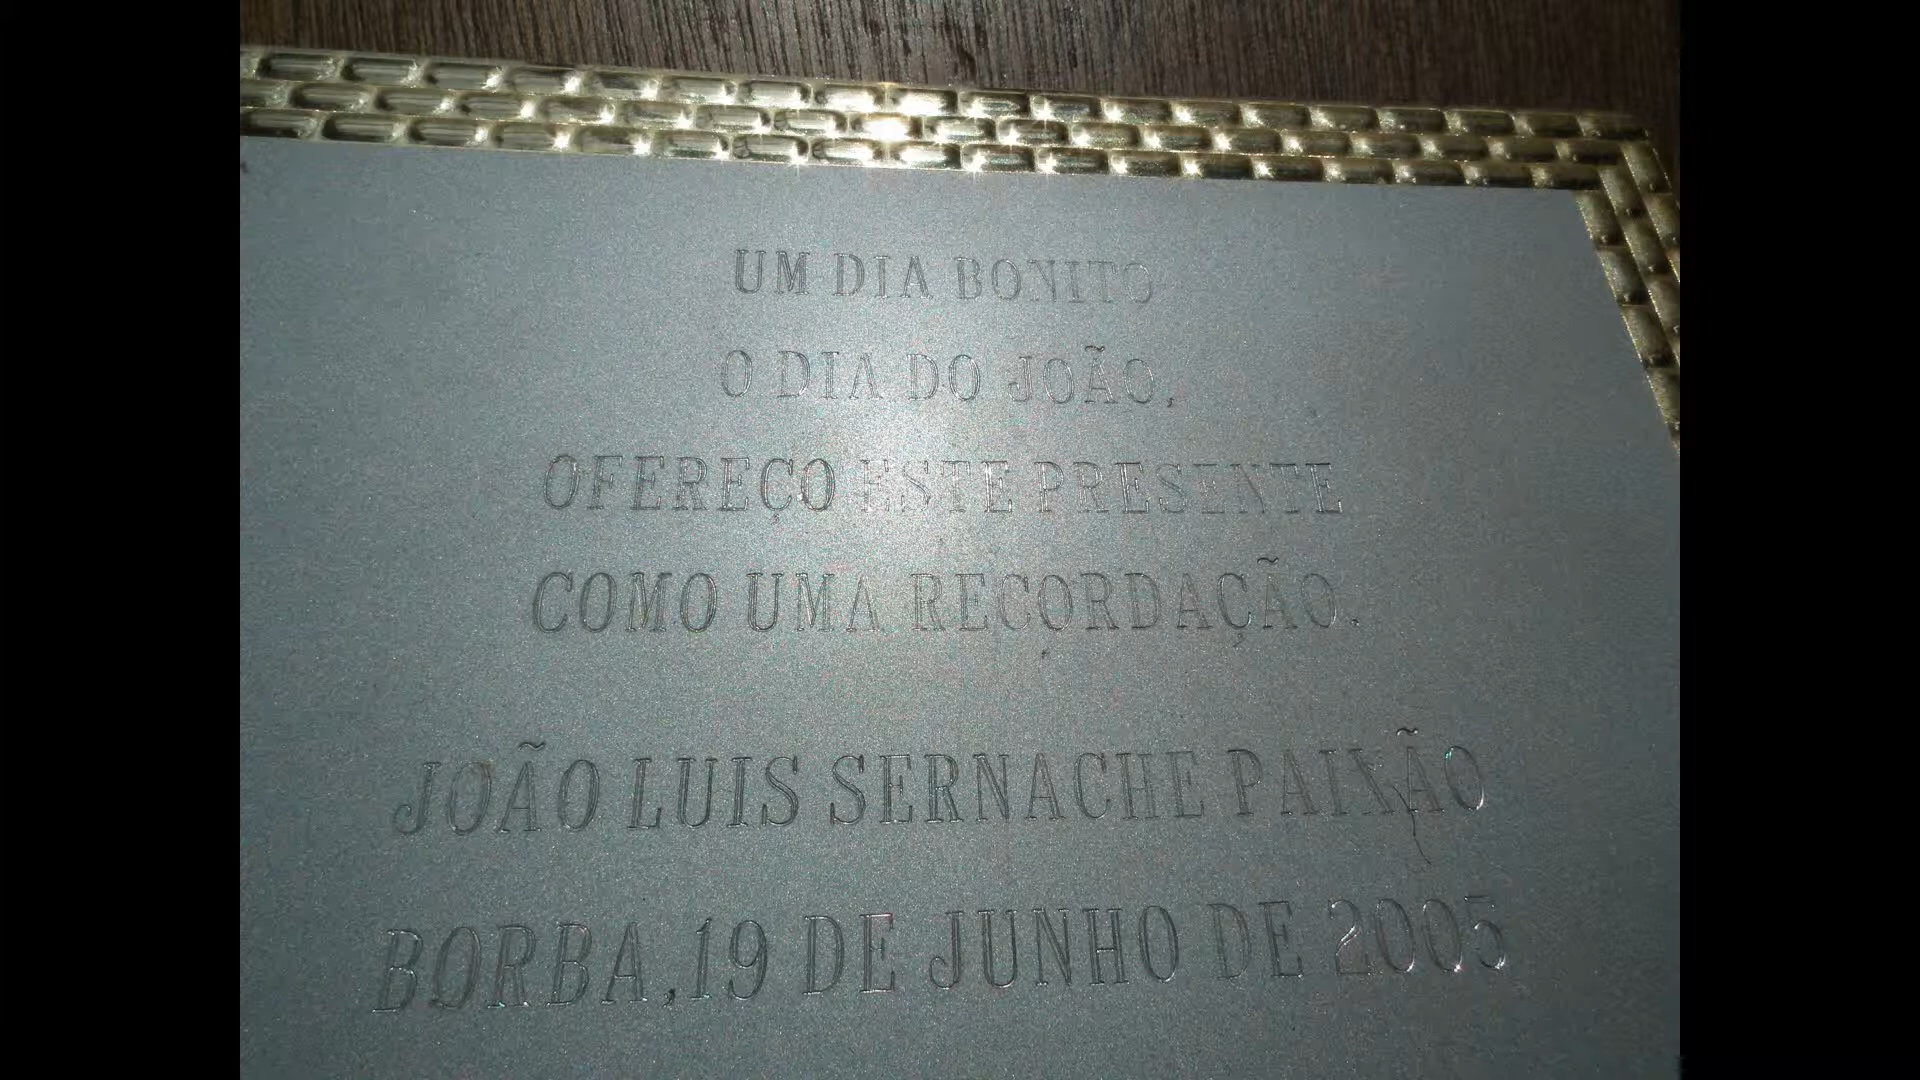 UM DIA BONITO
O DIA DO JOÃO,
OFEREÇO ESTE PRESENTE
COMO UMA RECORDAÇÃO.
JOÃO LUIS SERNACHE PAIXÃO
BORBA,19 DE JUNHO DE 2005